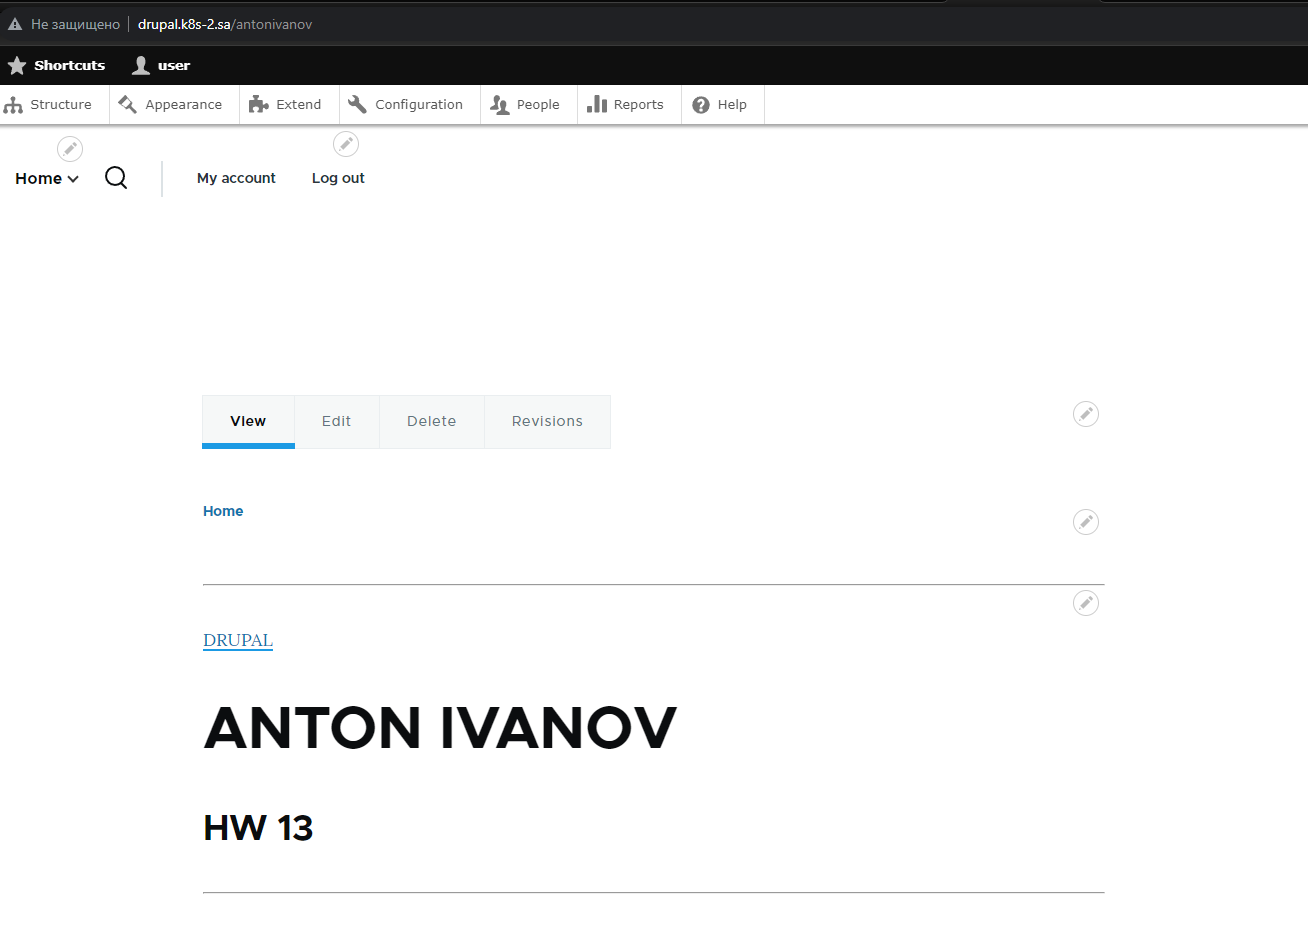 Не защищено drupal.k8s-2.sa/antonivanov
Shortcuts user
Structure Appearance Extend Configuration People Reports Help
Home My account Log out
View Edit Delete Revisions
Home
DRUPAL
ANTON IVANOV
HW 13